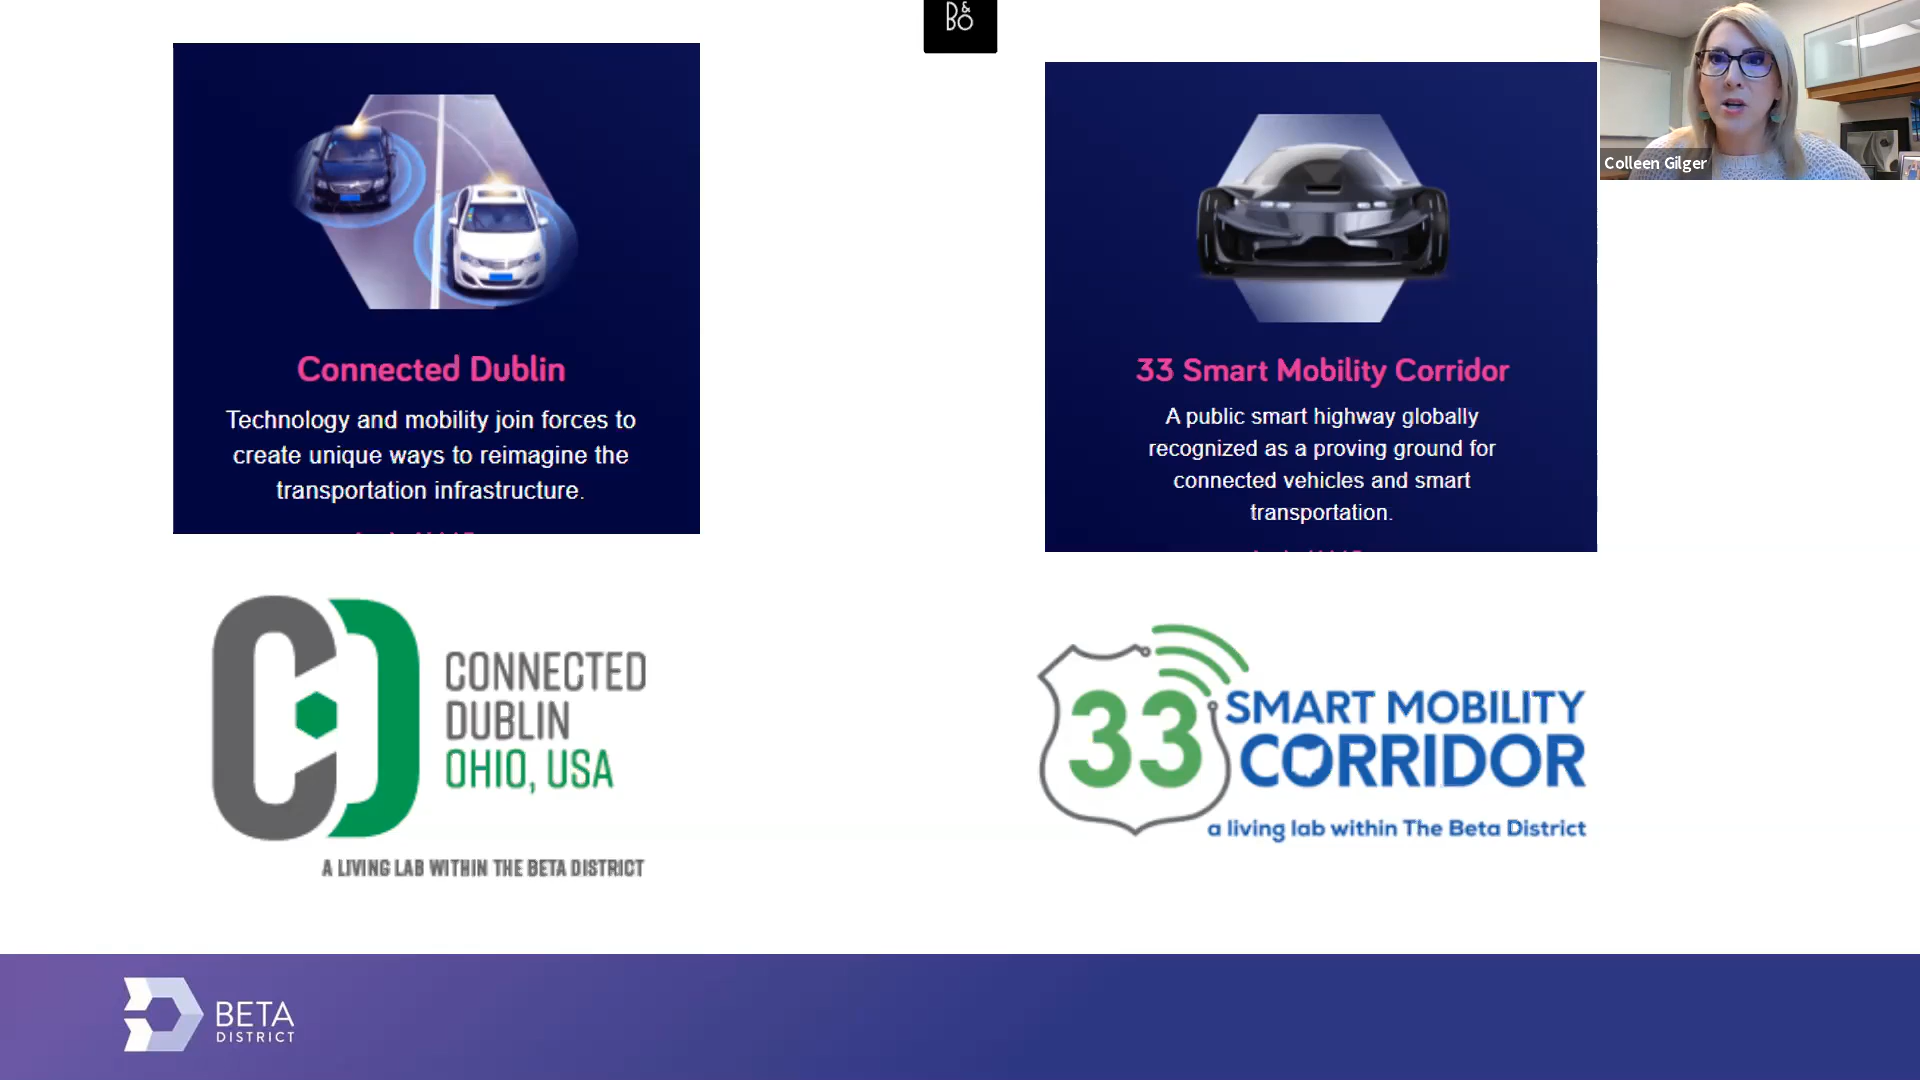 B&O
Colleen Gilger
Connected Dublin
Technology and mobility join forces to
create unique ways to reimagine the
transportation infrastructure.
33 Smart Mobility Corridor
A public smart highway globally
recognized as a proving ground for
connected vehicles and smart
transportation.
CONNECTED
DUBLIN
OHIO, USA
A LIVING LAB WITHIN THE BETA DISTRICT
33
SMART MOBILITY
CORRIDOR
a living lab within The Beta District
BETA
DISTRICT